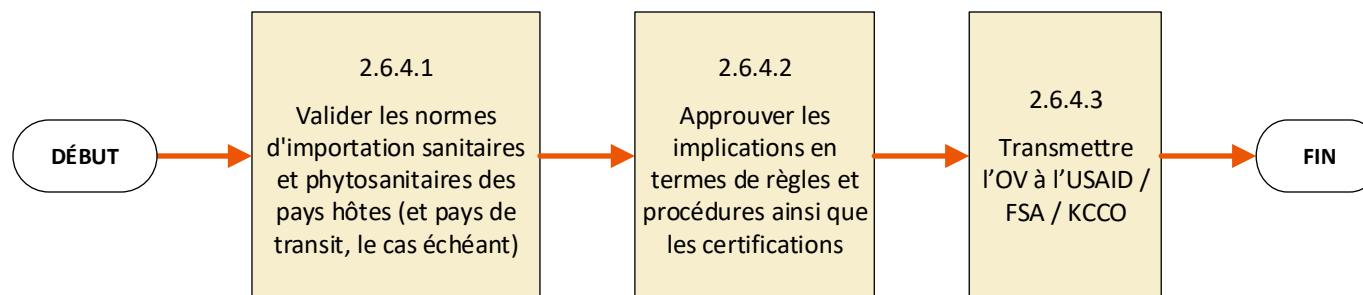 DÉBUT
2.6.4.1
Valider les normes
d'importation sanitaires
et phytosanitaires des
pays hôtes (et pays de
transit, le cas échéant)
2.6.4.2
Approuver les
implications en
termes de règles et
procédures ainsi que
les certifications
2.6.4.3
Transmettre
l’OV à l’USAID /
FSA / KCCO
FIN